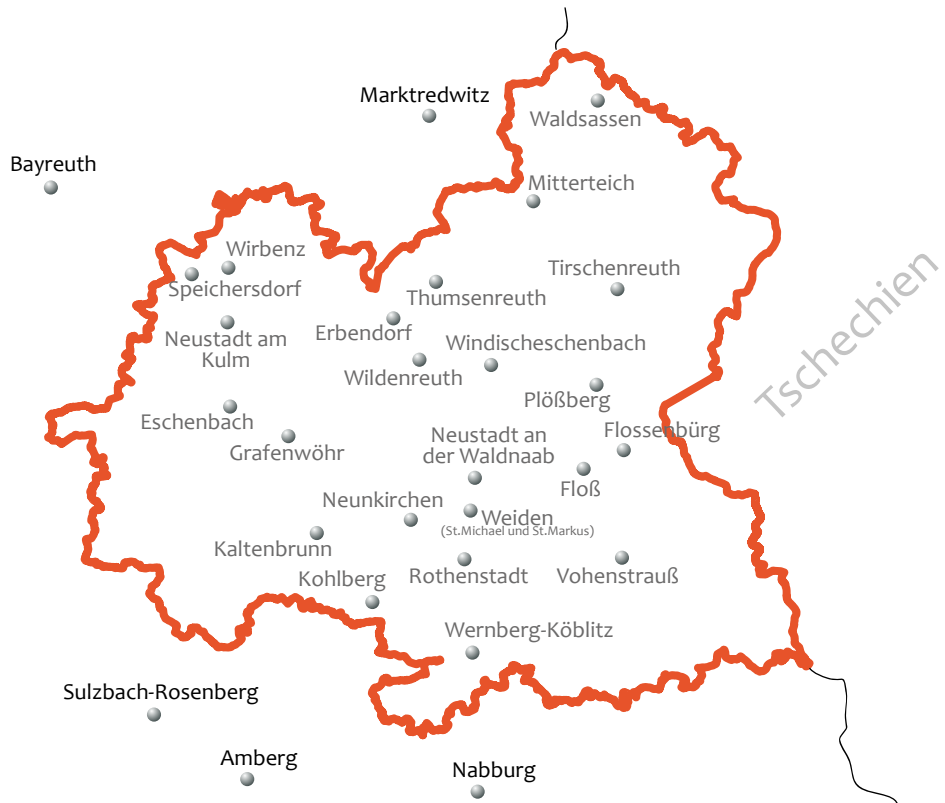 Marktredwitz
Waldsassen
Bayreuth
Mitterteich
Wirbenz
Speichersdorf
Tirschenreuth
Thumsenreuth
Tschechien
Neustadt am
Kulm
Erbendorf
Windischeschenbach
Wildenreuth
Plößberg
Eschenbach
Grafenwöhr
Neustadt an
der Waldnaab
Flossenbürg
Floß
Neunkirchen
Weiden
(St.Michael und St.Markus)
Kaltenbrunn
Kohlberg
Rothenstadt
Vohenstrauß
Wernberg-Köblitz
Sulzbach-Rosenberg
Amberg
Nabburg